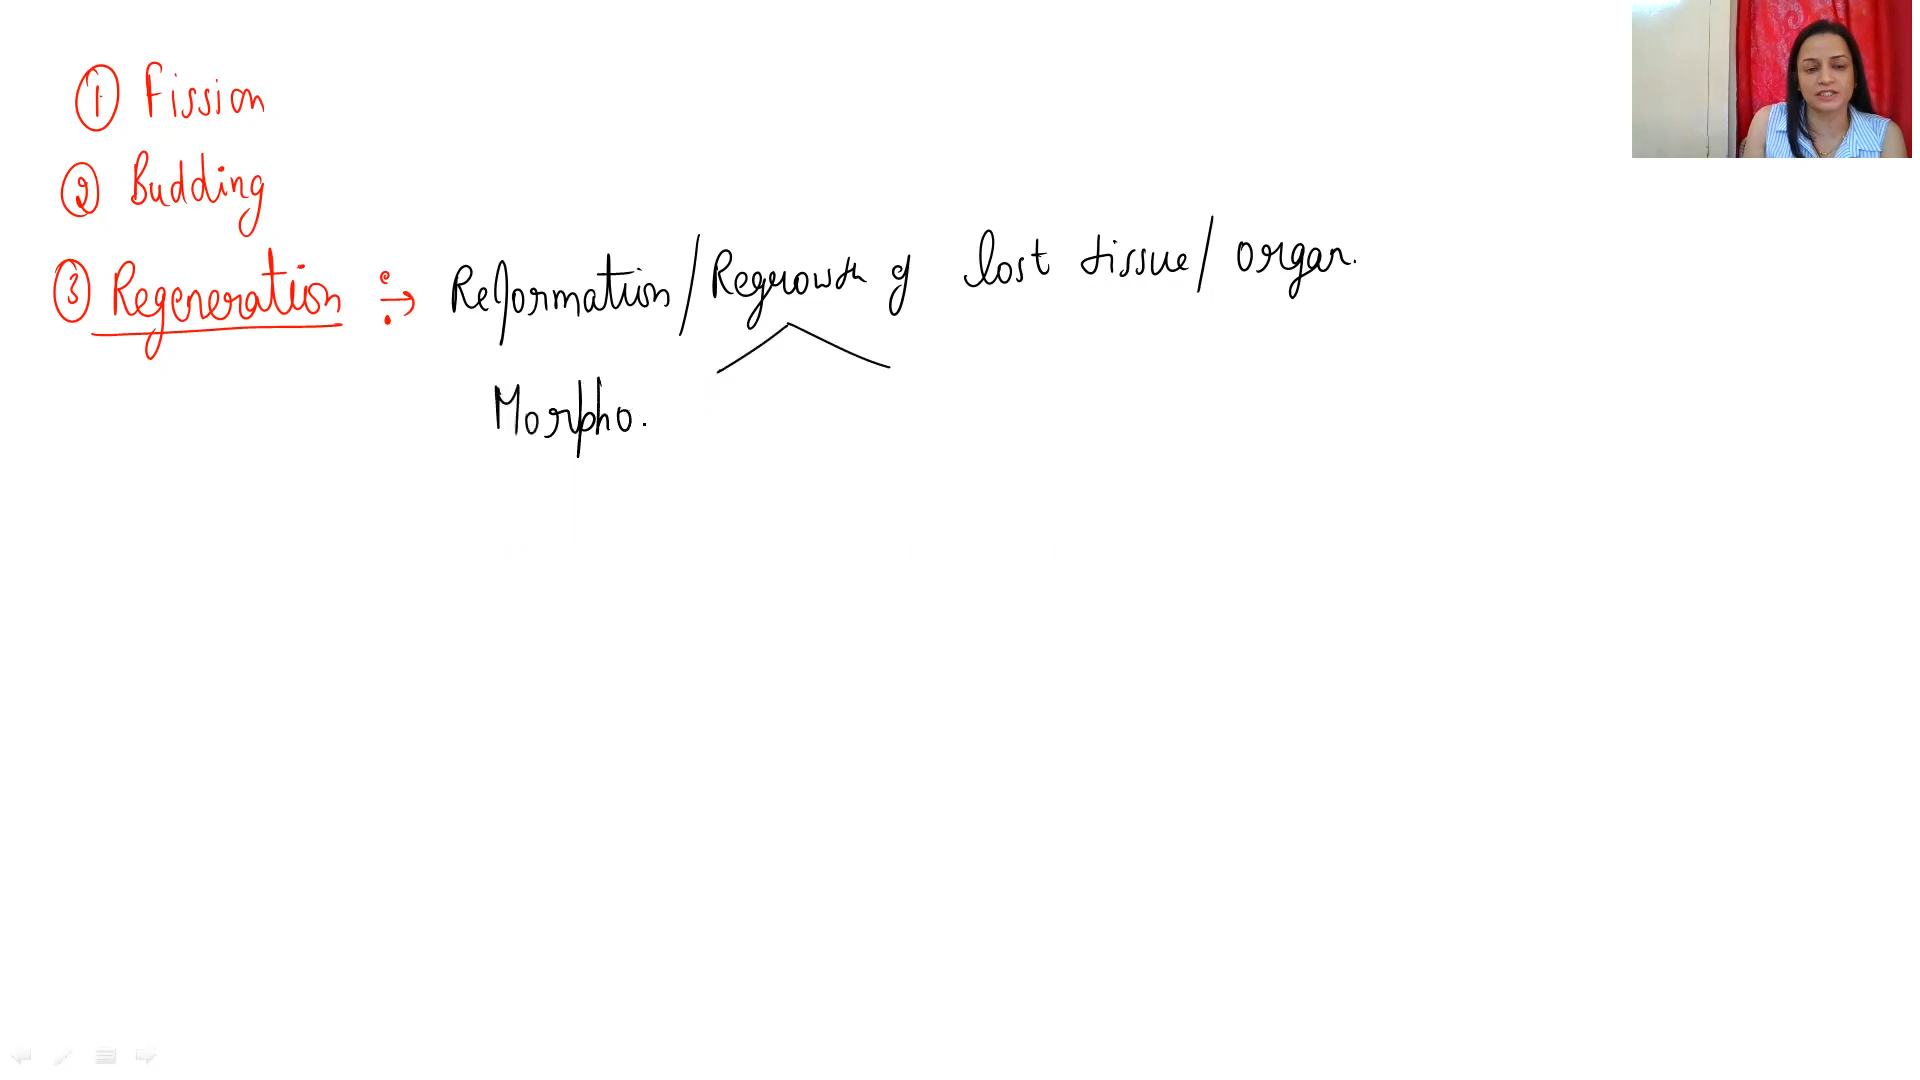 ① Fission
② Budding
③ Regeneration :→ Reformation/Regrowth of lost tissue/organ.
Morpho.